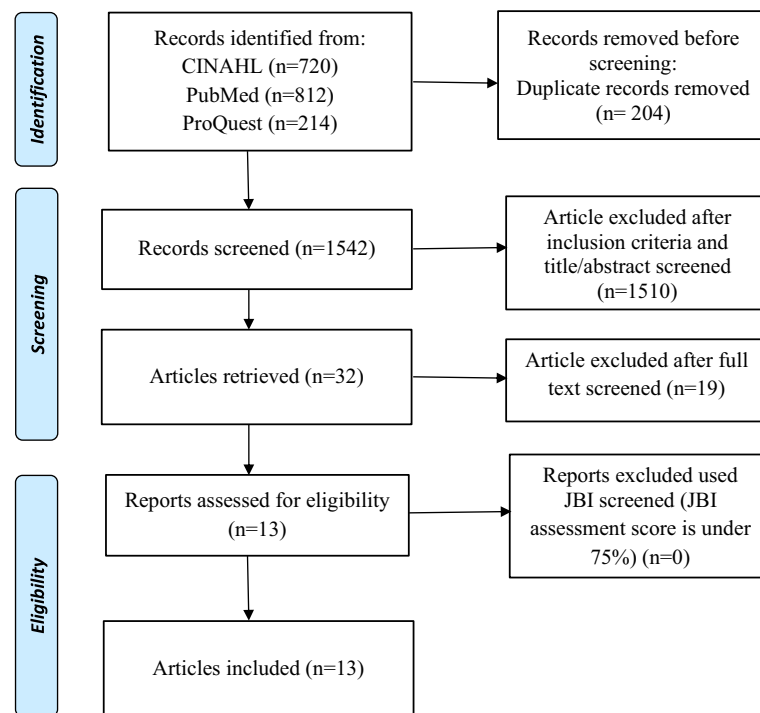 Identification
Records identified from:
CINAHL (n=720)
PubMed (n=812)
ProQuest (n=214)
Records removed before
screening:
Duplicate records removed
(n= 204)
Screening
Records screened (n=1542)
Article excluded after
inclusion criteria and
title/abstract screened
(n=1510)
Articles retrieved (n=32)
Article excluded after full
text screened (n=19)
Eligibility
Reports assessed for eligibility
(n=13)
Reports excluded used
JBI screened (JBI
assessment score is under
75%) (n=0)
Articles included (n=13)